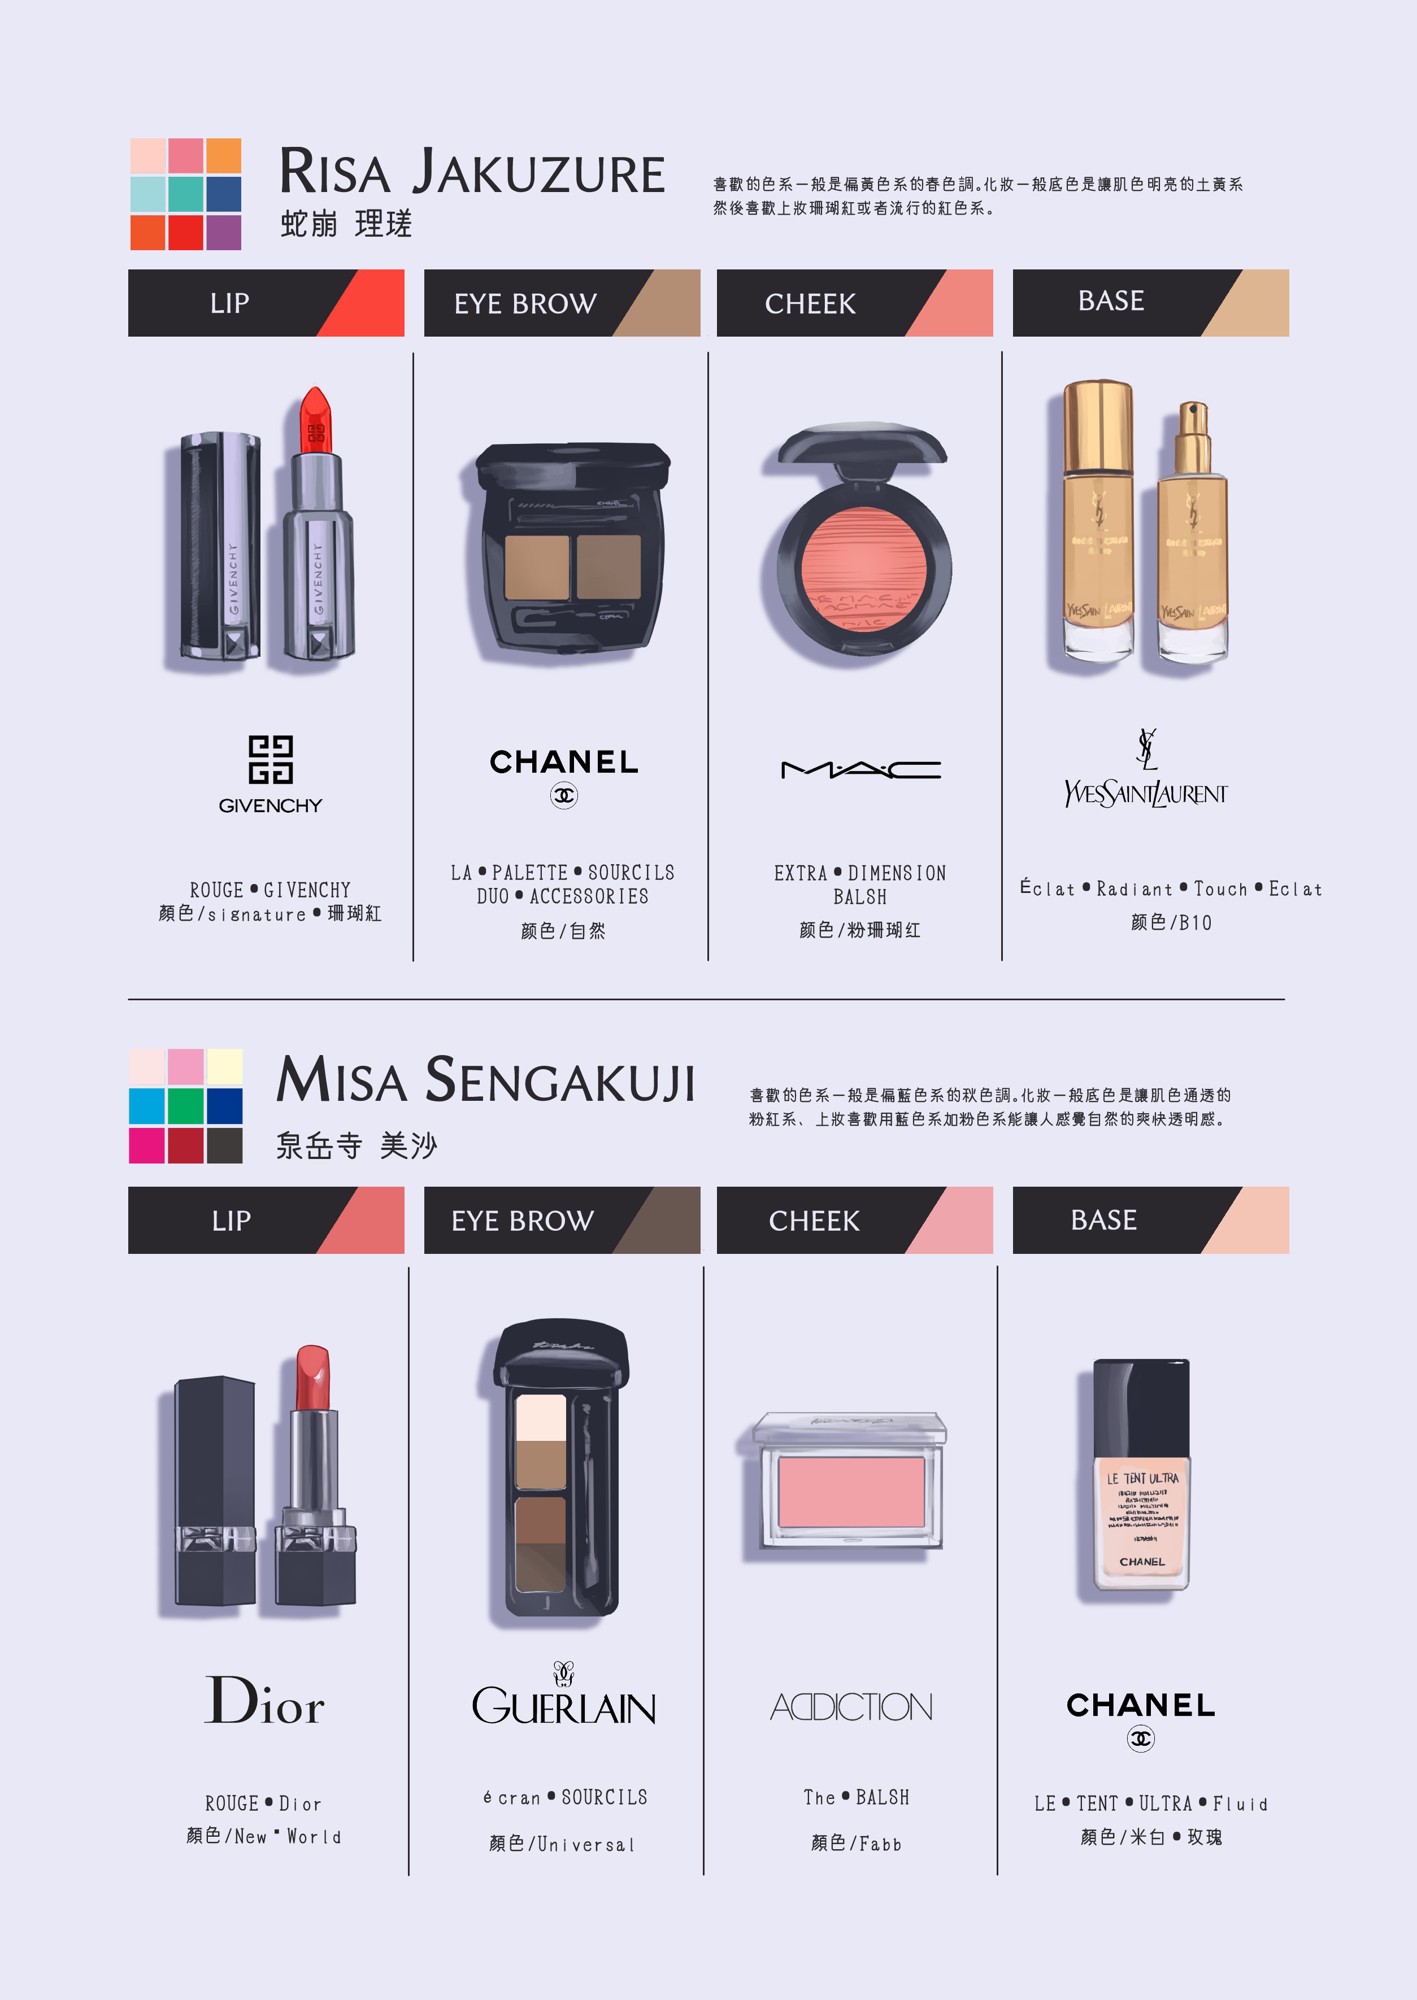 RISA JAKUZURE
蛇崩 理瑳
喜歡的色系一般是偏黃色系的春色調。化妝一般底色是讓肌色明亮的土黃系
然後喜歡上妝珊瑚紅或者流行的紅色系。
LIP
EYE BROW
CHEEK
BASE
GIVENCHY
GIVENCHY
YVESSAINTLAURENT
YVESSAINTLAURENT
GIVENCHY
CHANEL
MAC
YVESSAINTLAURENT
ROUGE•GIVENCHY
顏色/signature•珊瑚紅
LA•PALETTE•SOURCILS
DUO•ACCESSORIES
颜色/自然
EXTRA•DIMENSION
BALSH
颜色/粉珊瑚红
Éclat•Radiant•Touch•Eclat
颜色/B10
MISA SENGAKUJI
泉岳寺 美沙
喜歡的色系一般是偏藍色系的秋色調。化妝一般底色是讓肌色通透的
粉紅系、上妝喜歡用藍色系加粉色系能讓人感覺自然的爽快透明感。
LIP
EYE BROW
CHEEK
BASE
LE TENT ULTRA
CHANEL
Dior
GUERLAIN
ADDICTION
CHANEL
ROUGE•Dior
顏色/New▪World
écran•SOURCILS
顏色/Universal
The•BALSH
顏色/Fabb
LE•TENT•ULTRA•Fluid
顏色/米白•玫瑰